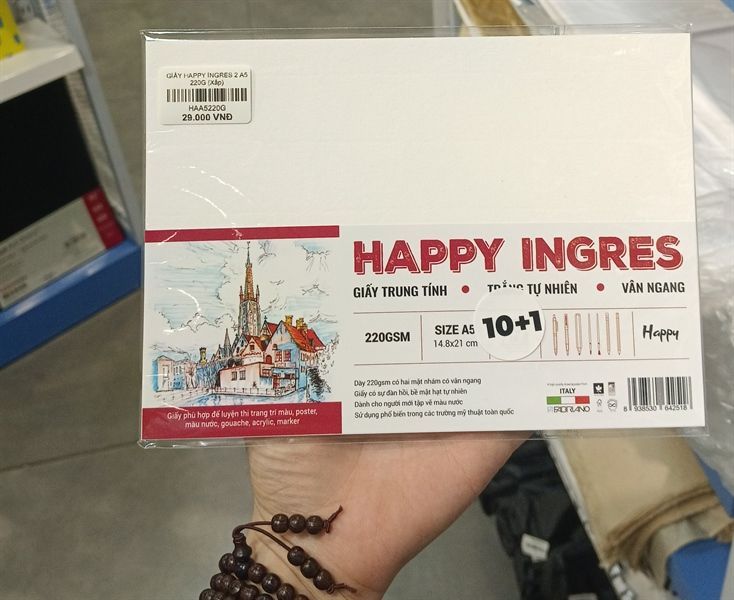 GIẤY HAPPY INGRES 2 A5
220G (Xấp)
HAA5220G
29.000 VNĐ
HAPPY INGRES
GIẤY TRUNG TÍNH • TRẮNG TỰ NHIÊN • VÂN NGANG
220GSM
SIZE A5
14.8x21 cm
10+1
Happy
Dày 220gsm có hai mặt nhám có vân ngang
Giấy có sự đàn hồi, bề mặt hạt tự nhiên
Dành cho người mới tập vẽ màu nước
Sử dụng phổ biến trong các trường mỹ thuật toàn quốc
Giấy phù hợp để luyện thi trang trí màu, poster,
màu nước, gouache, acrylic, marker
ITALY
FABRIANO
8 938530 642518